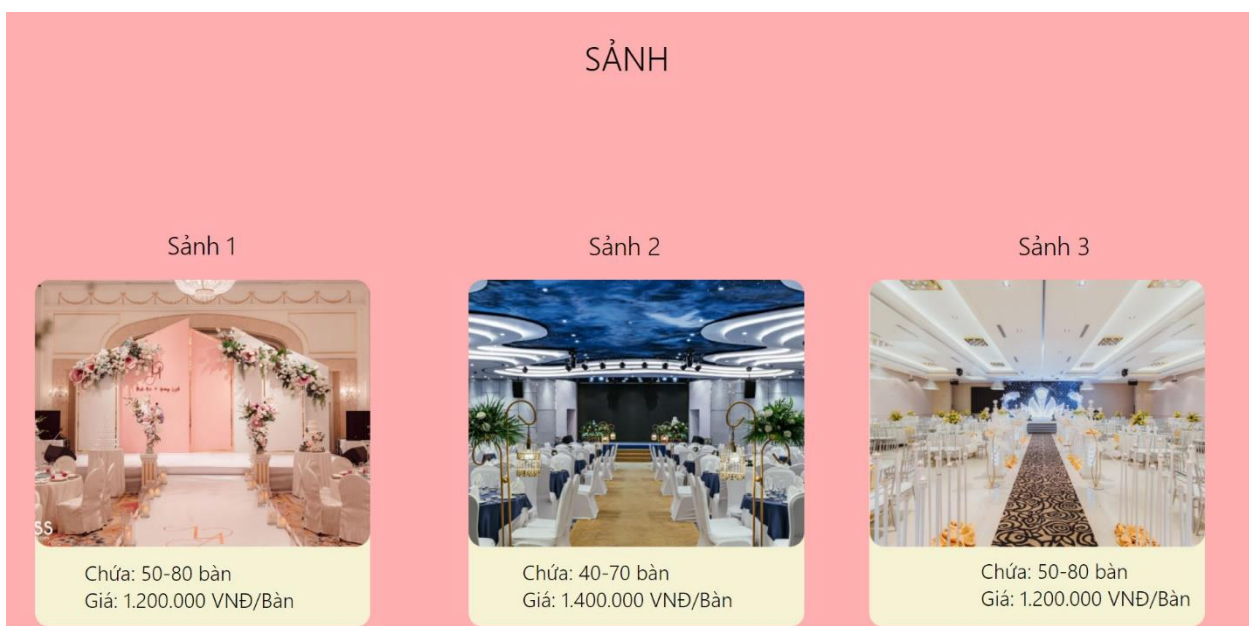 SẢNH
Sảnh 1
Sảnh 2
Sảnh 3
SS
Chứa: 50-80 bàn
Giá: 1.200.000 VNĐ/Bàn
Chứa: 40-70 bàn
Giá: 1.400.000 VNĐ/Bàn
Chứa: 50-80 bàn
Giá: 1.200.000 VNĐ/Bàn